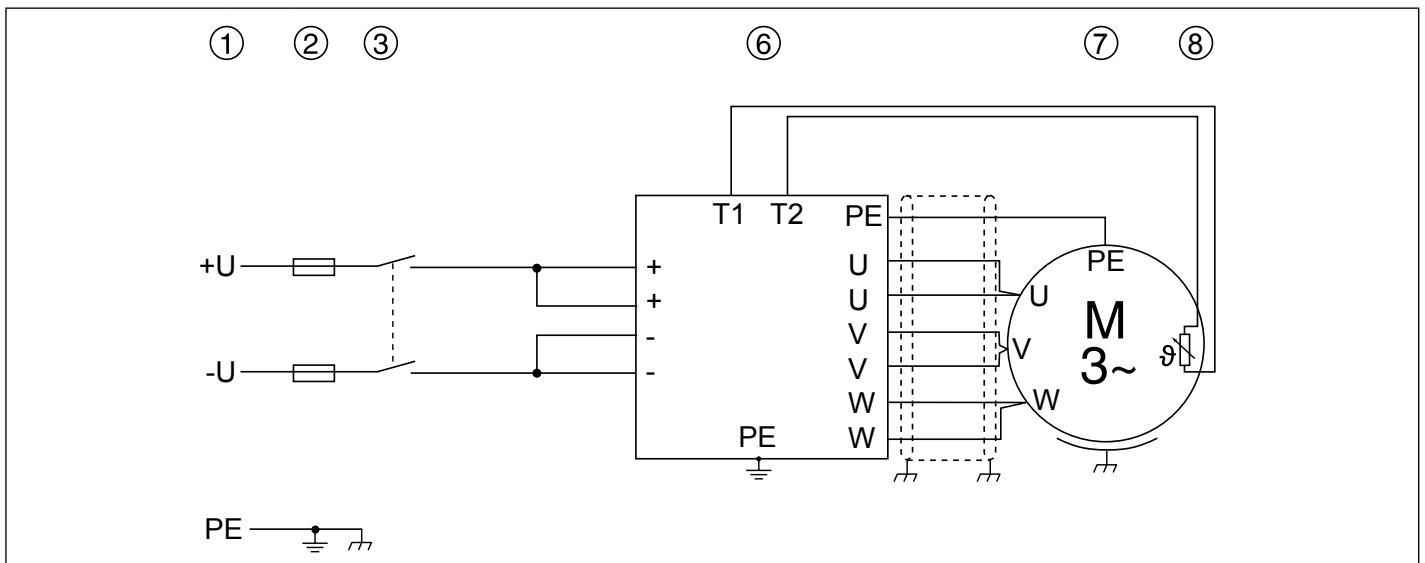 ① ② ③ ⑥ ⑦ ⑧
T1 T2 PE
+U + U PE
+ U U
- V M V
-U - V 3~ ϑ
W W
PE W
PE